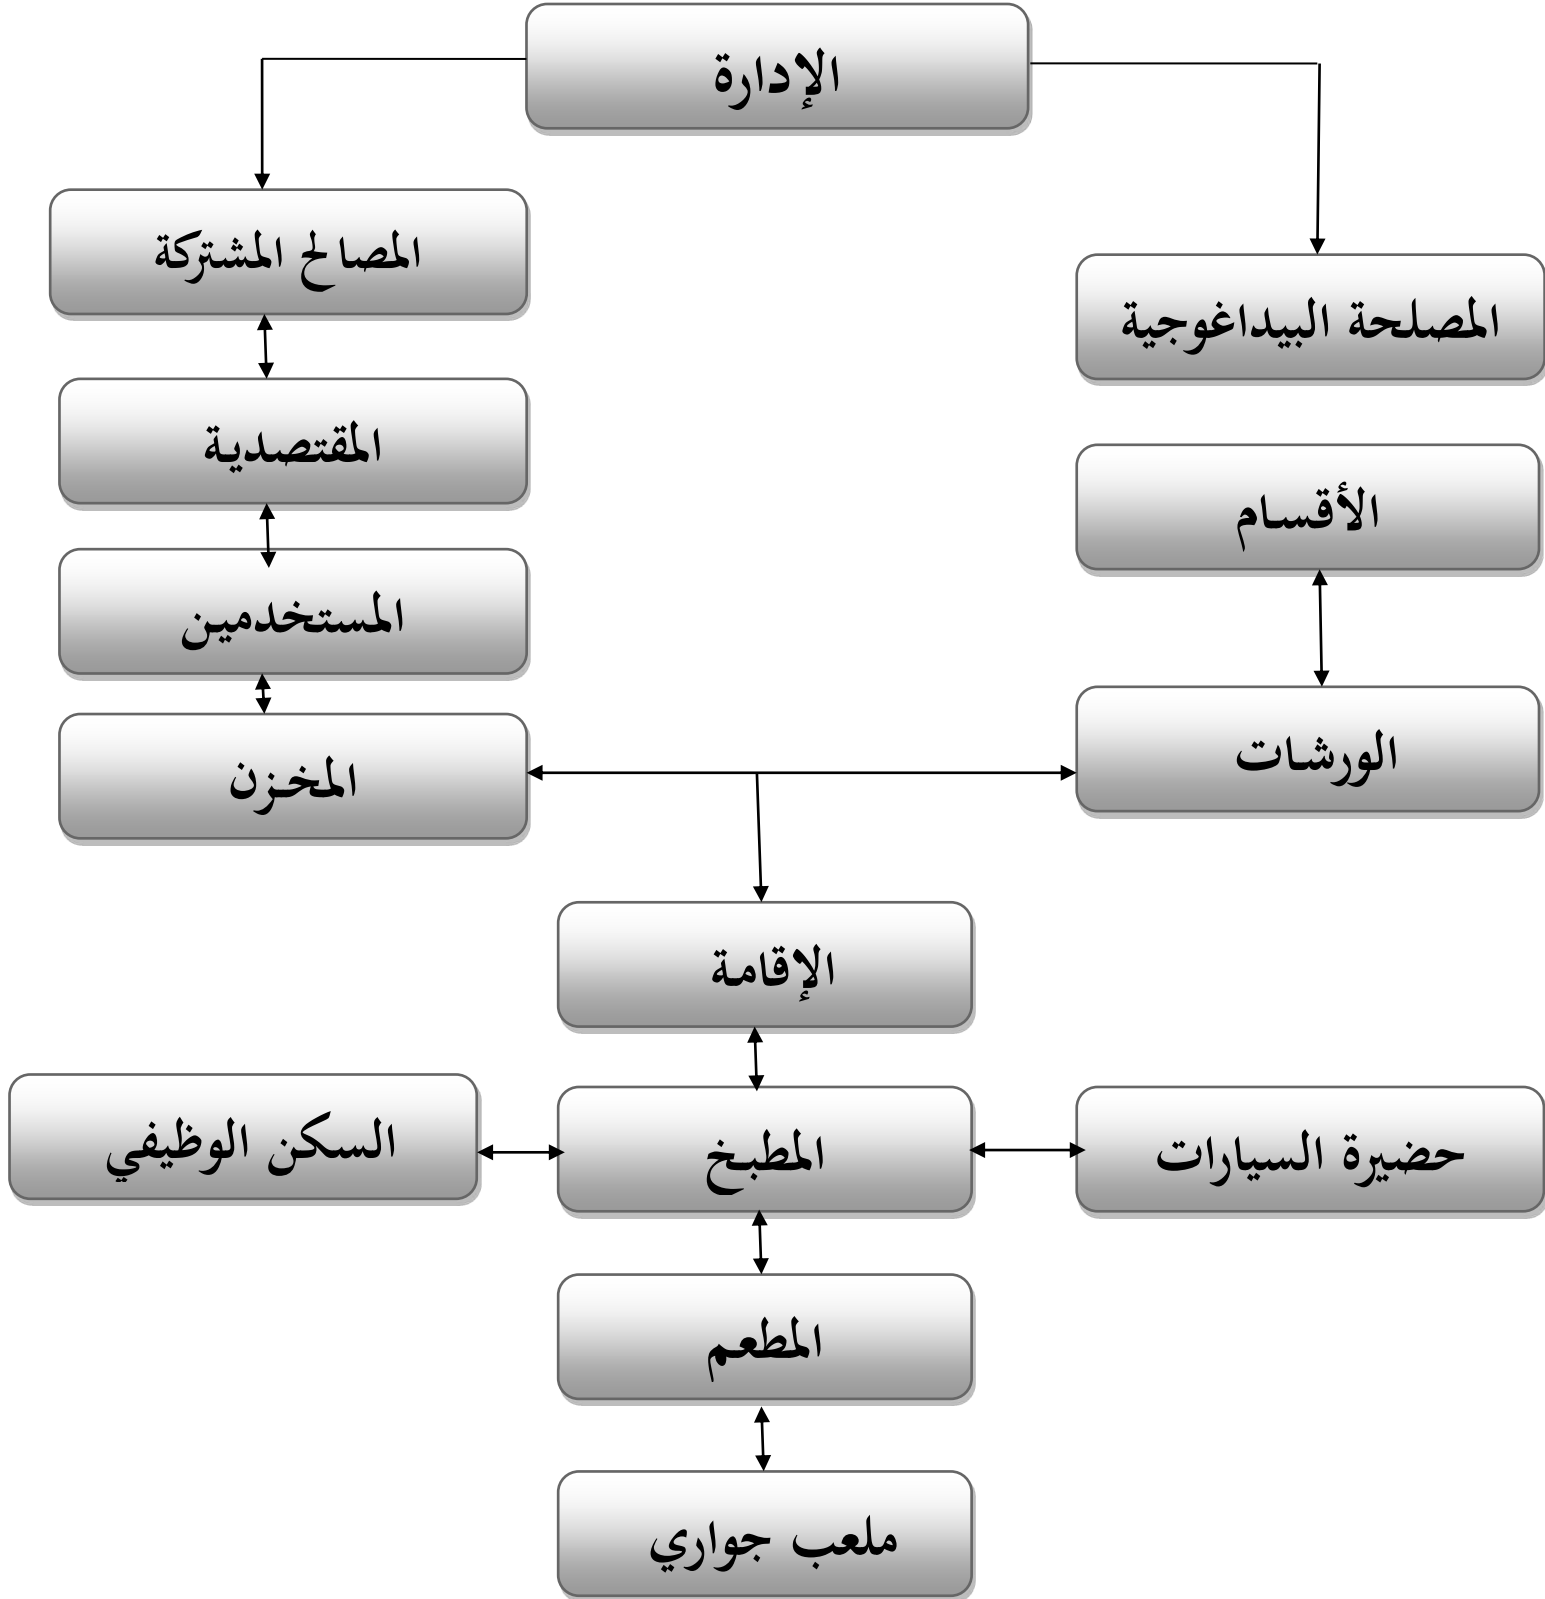 الإدارة
المصالح المشتركة
المصلحة البيداغوجية
المقتصدية
الأقسام
المستخدمين
الورشات
المخزن
الإقامة
السكن الوظيفي
المطبخ
حضيرة السيارات
المطعم
ملعب جواري